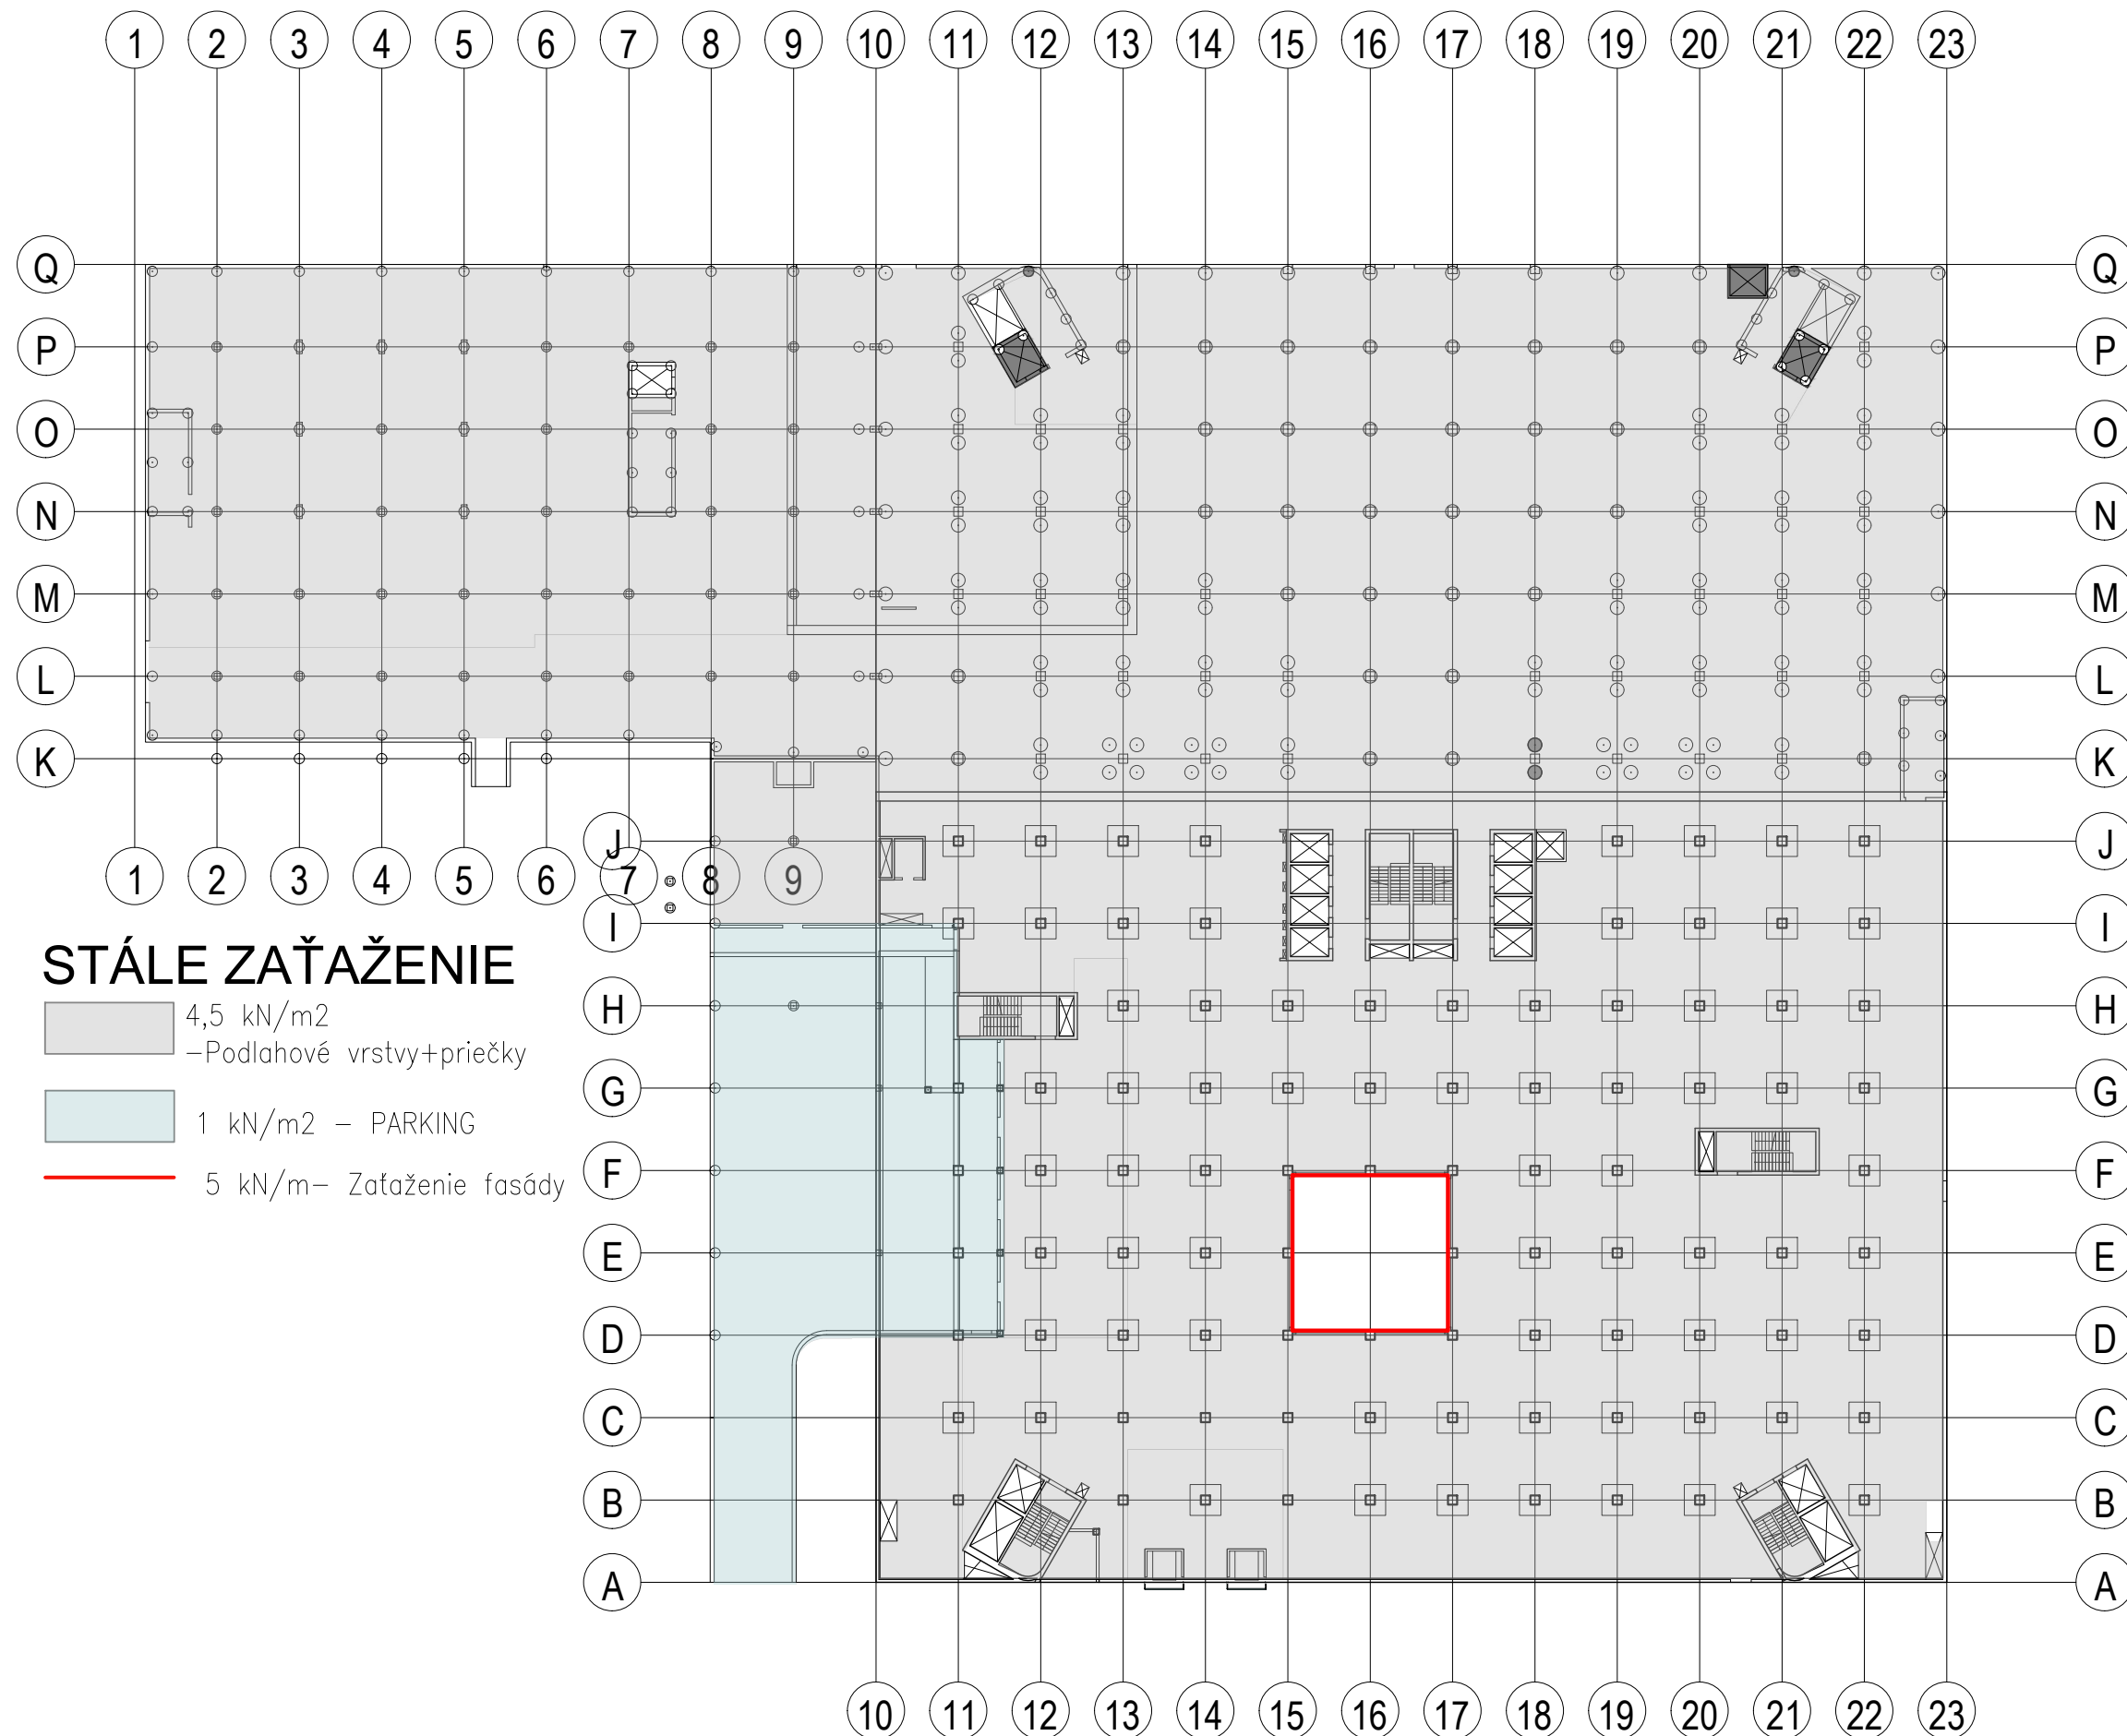 1 2 3 4 5 6 7 8 9 10 11 12 13 14 15 16 17 18 19 20 21 22 23
Q Q
P P
O O
N N
M M
L L
K K
J J
1 2 3 4 5 6 7 8 9
I I
STÁLE ZAŤAŽENIE
4,5 kN/m2
-Podlahové vrstvy+priečky
H H
G G
1 kN/m2 - PARKING
F F
5 kN/m- Zaťaženie fasády
E E
D D
C C
B B
A A
10 11 12 13 14 15 16 17 18 19 20 21 22 23